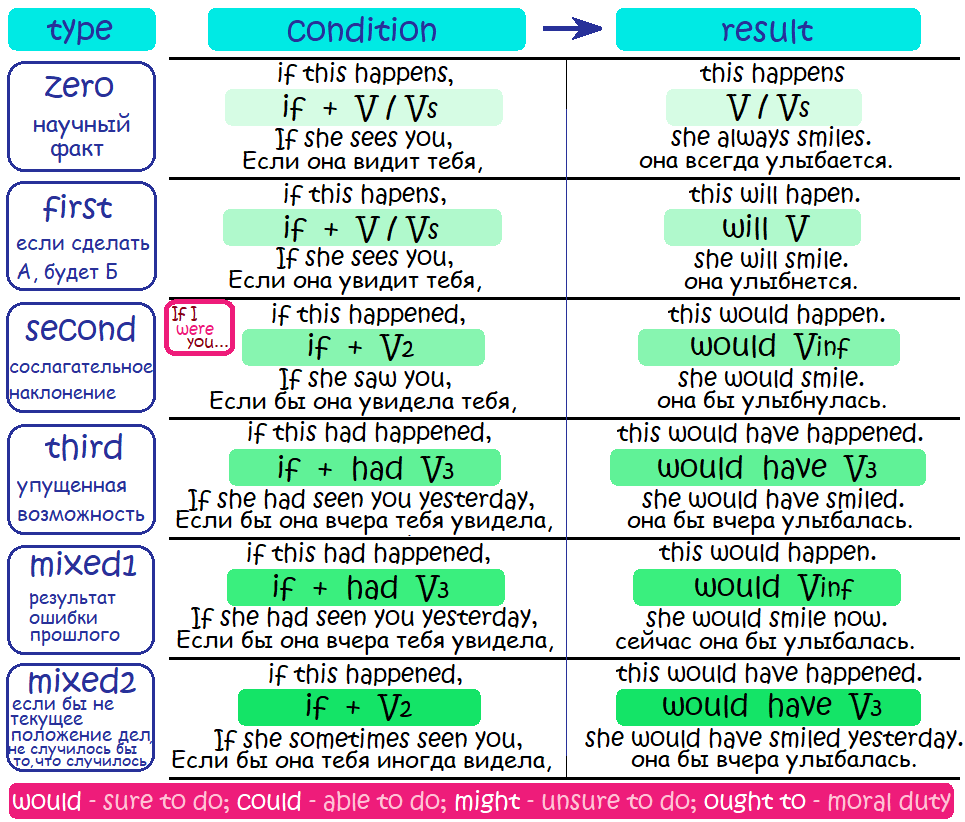 type condition → result
zero
научный
факт
if this happens,
if + V / Vs
If she sees you,
Если она видит тебя,
this happens
V / Vs
she always smiles.
она всегда улыбается.
first
если сделать
А, будет Б
if this hapens,
if + V / Vs
If she sees you,
Если она увидит тебя,
this will hapen.
will V
she will smile.
она улыбнется.
second
сослагательное
наклонение
If I
were
you...
if this happened,
if + V2
If she saw you,
Если бы она увидела тебя,
this would happen.
would Vinf
she would smile.
она бы улыбнулась.
third
упущенная
возможность
if this had happened,
if + had V3
If she had seen you yesterday,
Если бы она вчера тебя увидела,
this would have happened.
would have V3
she would have smiled.
она бы вчера улыбалась.
mixed1
результат
ошибки
прошлого
if this had happened,
if + had V3
If she had seen you yesterday,
Если бы она вчера тебя увидела,
this would happen.
would Vinf
she would smile now.
сейчас она бы улыбалась.
mixed2
если бы не
текущее
положение дел,
не случилось бы
то,что случилось
if this happened,
if + V2
If she sometimes seen you,
Если бы она тебя иногда видела,
this would have happened.
would have V3
she would have smiled yesterday.
она бы вчера улыбалась.
would - sure to do; could - able to do; might - unsure to do; ought to - moral duty